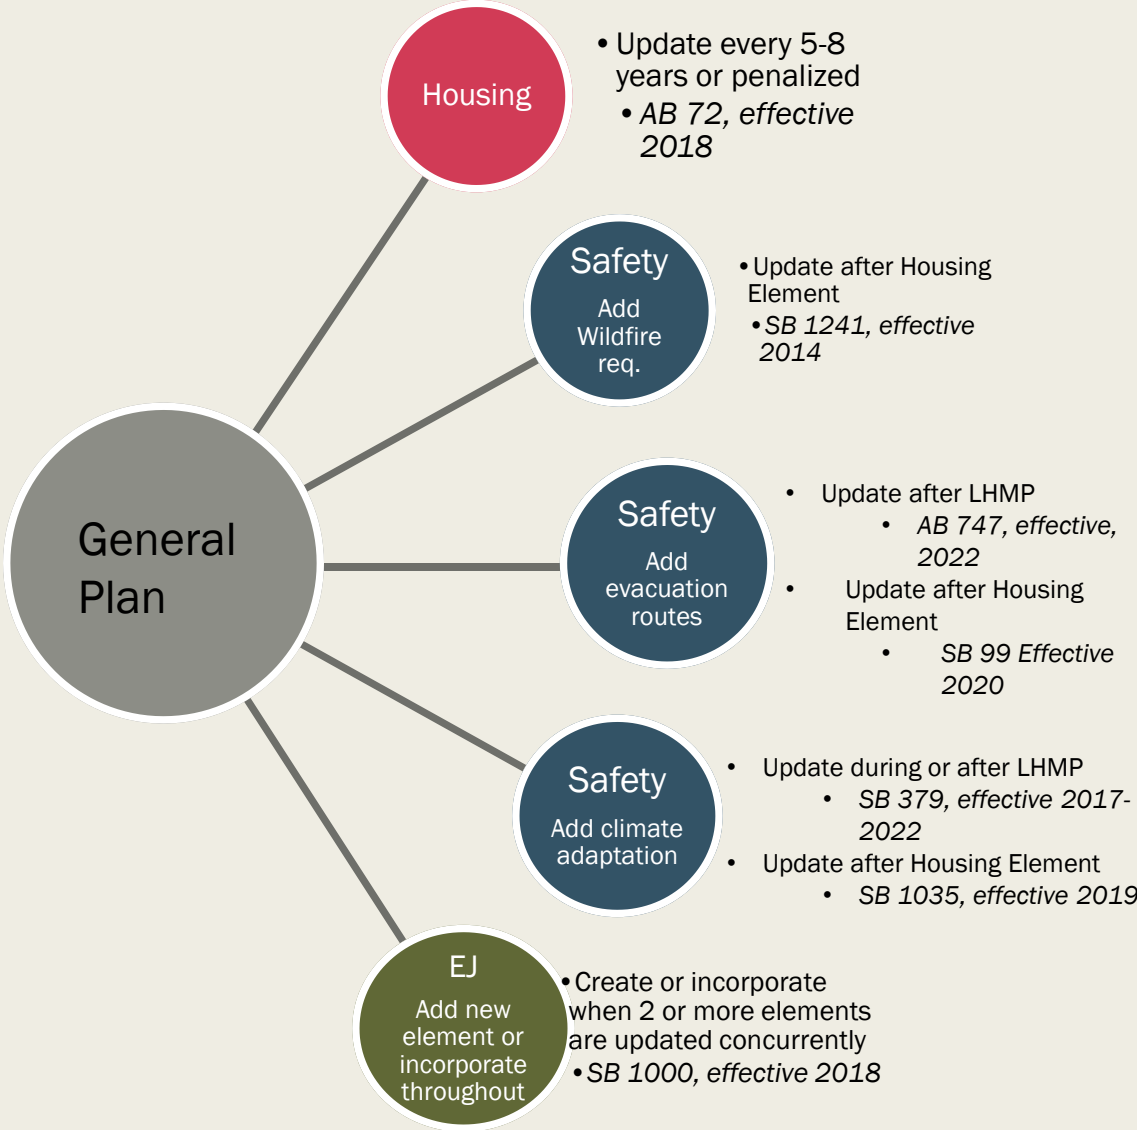 Housing
• Update every 5-8
years or penalized
• AB 72, effective
2018
Safety
Add
Wildfire
req.
• Update after Housing
Element
• SB 1241, effective
2014
General
Plan
Safety
Add
evacuation
routes
• Update after LHMP
• AB 747, effective,
2022
• Update after Housing
Element
• SB 99 Effective
2020
Safety
Add climate
adaptation
• Update during or after LHMP
• SB 379, effective 2017-
2022
• Update after Housing Element
• SB 1035, effective 2019
EJ
Add new
element or
incorporate
throughout
• Create or incorporate
when 2 or more elements
are updated concurrently
• SB 1000, effective 2018